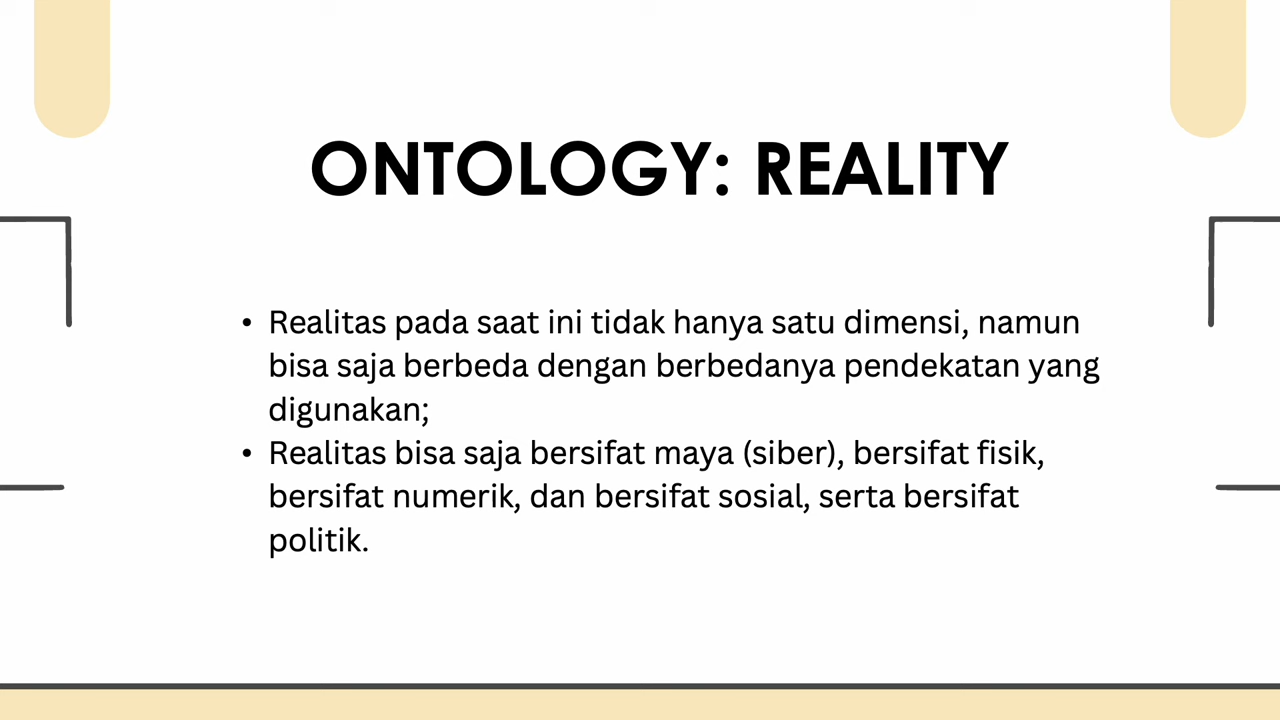 ONTOLOGY: REALITY
• Realitas pada saat ini tidak hanya satu dimensi, namun
bisa saja berbeda dengan berbedanya pendekatan yang
digunakan;
• Realitas bisa saja bersifat maya (siber), bersifat fisik,
bersifat numerik, dan bersifat sosial, serta bersifat
politik.